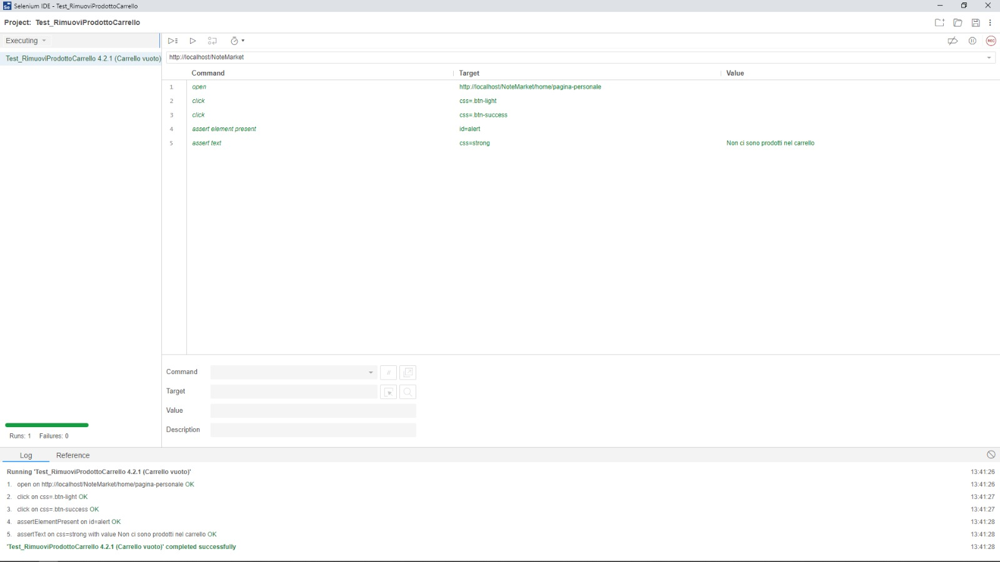 Selenium IDE - Test_RimuoviProdottoCarrello
Project: Test_RimuoviProdottoCarrello
Executing
REC
Test_RimuoviProdottoCarrello 4.2.1 (Carrello vuoto)
http://localhost/NoteMarket
Command Target Value
1 open http://localhost/NoteMarket/home/pagina-personale
2 click css=.btn-light
3 click css=.btn-success
4 assert element present id=alert
5 assert text css=strong Non ci sono prodotti nel carrello
Command //
Target
Value
Description
Runs: 1 Failures: 0
Log Reference
Running 'Test_RimuoviProdottoCarrello 4.2.1 (Carrello vuoto)' 13:41:26
1. open on http://localhost/NoteMarket/home/pagina-personale OK 13:41:26
2. click on css=.btn-light OK 13:41:27
3. click on css=.btn-success OK 13:41:27
4. assertElementPresent on id=alert OK 13:41:28
5. assertText on css=strong with value Non ci sono prodotti nel carrello OK 13:41:28
'Test_RimuoviProdottoCarrello 4.2.1 (Carrello vuoto)' completed successfully 13:41:28